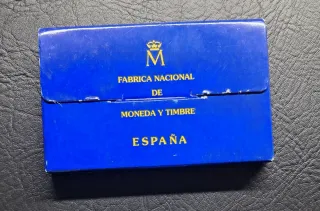 M
FABRICA NACIONAL
DE
MONEDA Y TIMBRE
ESPAÑA